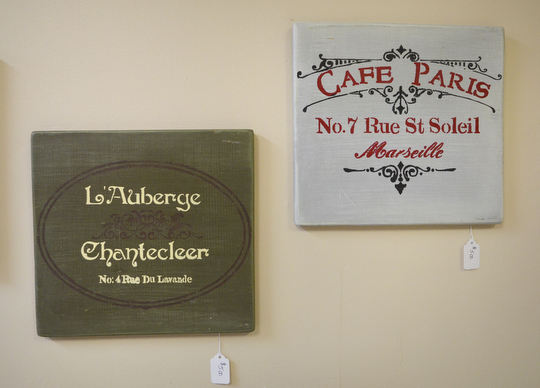 L'Auberge
Chantecleer
No. 4 Rue Du Lavande
CAFE PARIS
No. 7 Rue St Soleil
Marseille